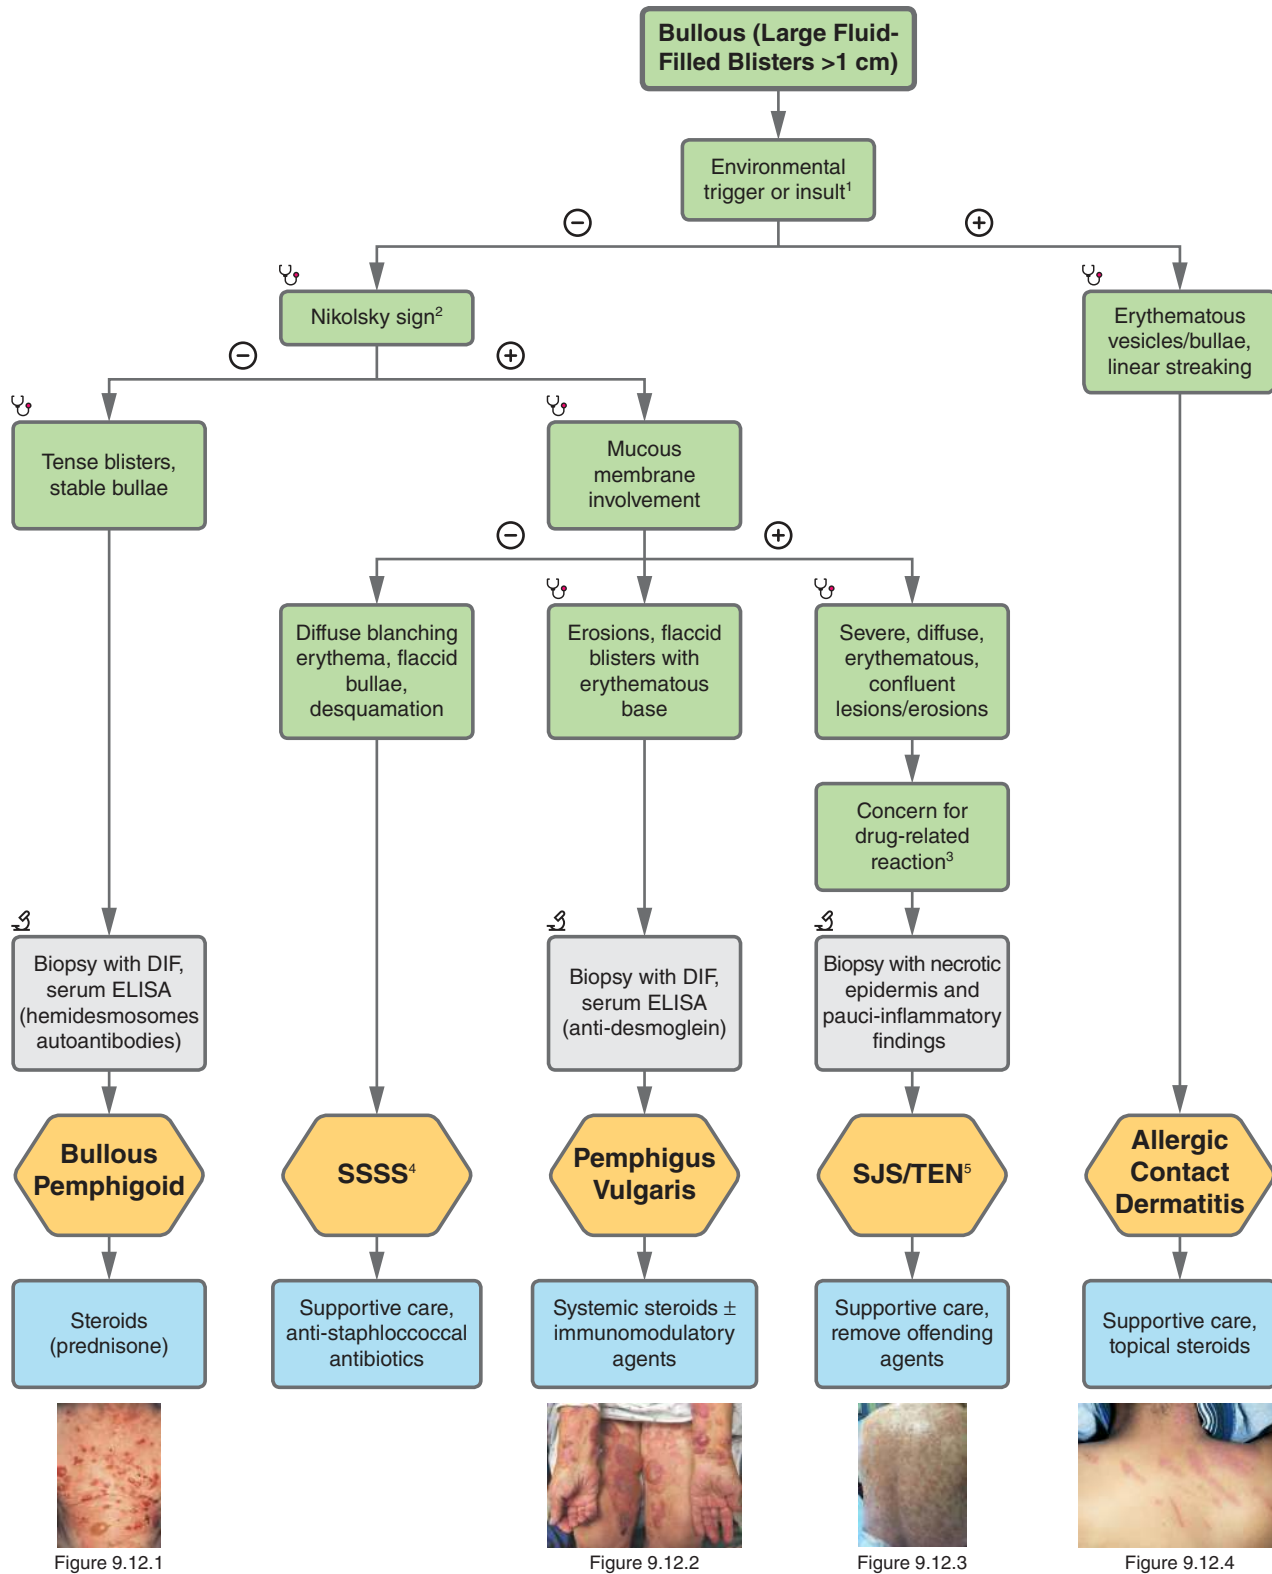 Bullous (Large Fluid-
Filled Blisters >1 cm)
Environmental
trigger or insult1
−
+
Nikolsky sign2
Erythematous
vesicles/bullae,
linear streaking
−
+
Tense blisters,
stable bullae
Mucous
membrane
involvement
−
+
Diffuse blanching
erythema, flaccid
bullae,
desquamation
Erosions, flaccid
blisters with
erythematous
base
Severe, diffuse,
erythematous,
confluent
lesions/erosions
Concern for
drug-related
reaction3
Biopsy with DIF,
serum ELISA
(hemidesmosomes
autoantibodies)
Biopsy with DIF,
serum ELISA
(anti-desmoglein)
Biopsy with necrotic
epidermis and
pauci-inflammatory
findings
Bullous
Pemphigoid
SSSS4
Pemphigus
Vulgaris
SJS/TEN5
Allergic
Contact
Dermatitis
Steroids
(prednisone)
Supportive care,
anti-staphloccoccal
antibiotics
Systemic steroids ±
immunomodulatory
agents
Supportive care,
remove offending
agents
Supportive care,
topical steroids
Figure 9.12.1
Figure 9.12.2
Figure 9.12.3
Figure 9.12.4